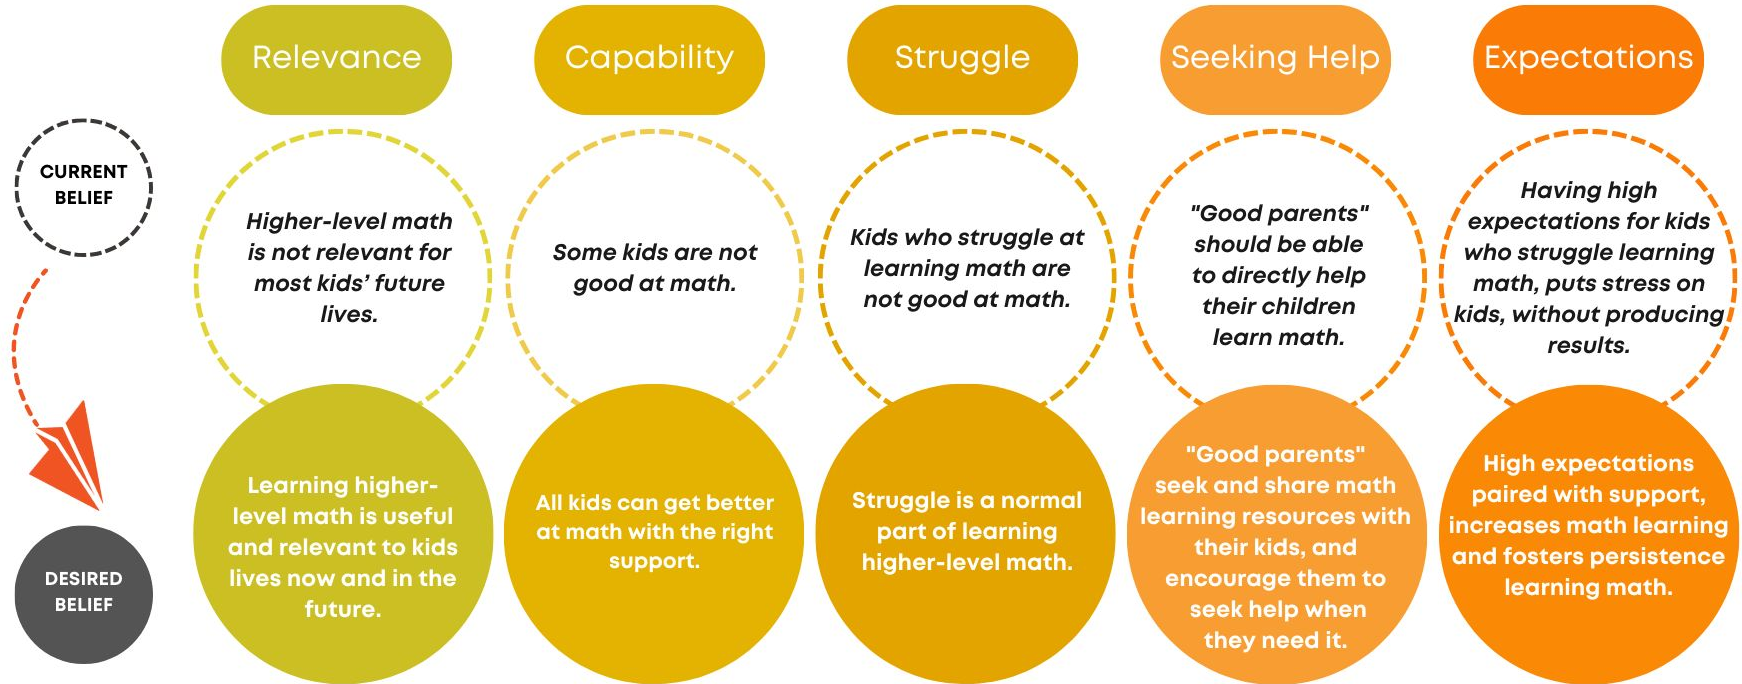 Relevance
Capability
Struggle
Seeking Help
Expectations
CURRENT
BELIEF
Higher-level math
is not relevant for
most kids’ future
lives.
Some kids are not
good at math.
Kids who struggle at
learning math are
not good at math.
"Good parents"
should be able
to directly help
their children
learn math.
Having high
expectations for kids
who struggle learning
math, puts stress on
kids, without producing
results.
DESIRED
BELIEF
Learning higher-
level math is useful
and relevant to kids
lives now and in the
future.
All kids can get better
at math with the right
support.
Struggle is a normal
part of learning
higher-level math.
"Good parents"
seek and share math
learning resources with
their kids, and
encourage them to
seek help when
they need it.
High expectations
paired with support,
increases math learning
and fosters persistence
learning math.